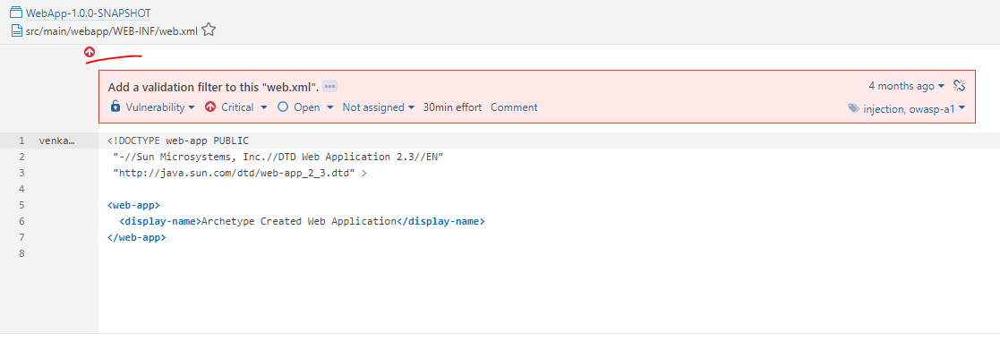 WebApp-1.0.0-SNAPSHOT
src/main/webapp/WEB-INF/web.xml
Add a validation filter to this "web.xml". ••• 4 months ago
Vulnerability Critical Open Not assigned 30min effort Comment injection, owasp-a1
1 venka… <!DOCTYPE web-app PUBLIC
2 "-//Sun Microsystems, Inc.//DTD Web Application 2.3//EN"
3 "http://java.sun.com/dtd/web-app_2_3.dtd" >
4
5 <web-app>
6 <display-name>Archetype Created Web Application</display-name>
7 </web-app>
8